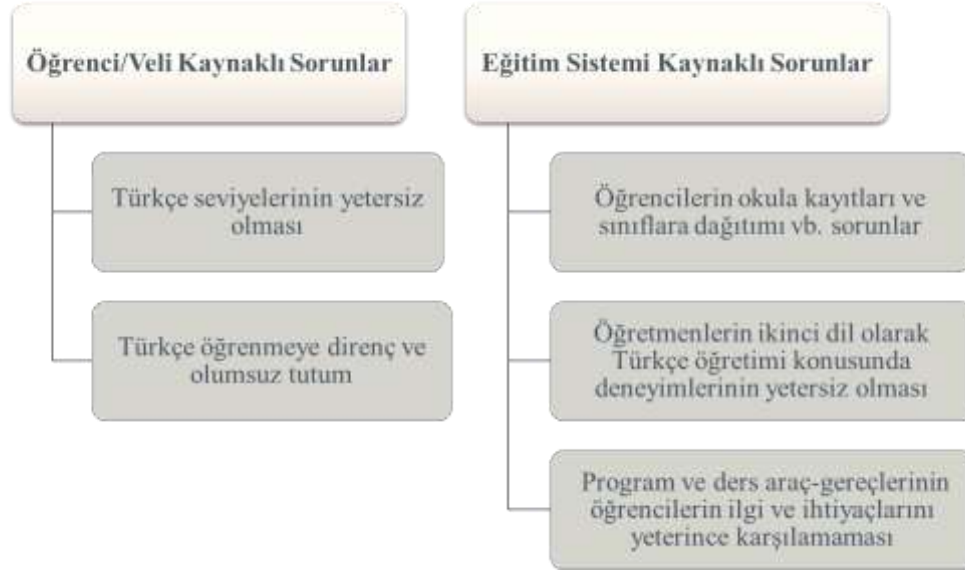 Öğrenci/Veli Kaynaklı Sorunlar
Türkçe seviyelerinin yetersiz
olması
Türkçe öğrenmeye direnç ve
olumsuz tutum
Eğitim Sistemi Kaynaklı Sorunlar
Öğrencilerin okula kayıtları ve
sınıflara dağıtımı vb. sorunlar
Öğretmenlerin ikinci dil olarak
Türkçe öğretimi konusunda
deneyimlerinin yetersiz olması
Program ve ders araç-gereçlerinin
öğrencilerin ilgi ve ihtiyaçlarını
yeterince karşılamaması